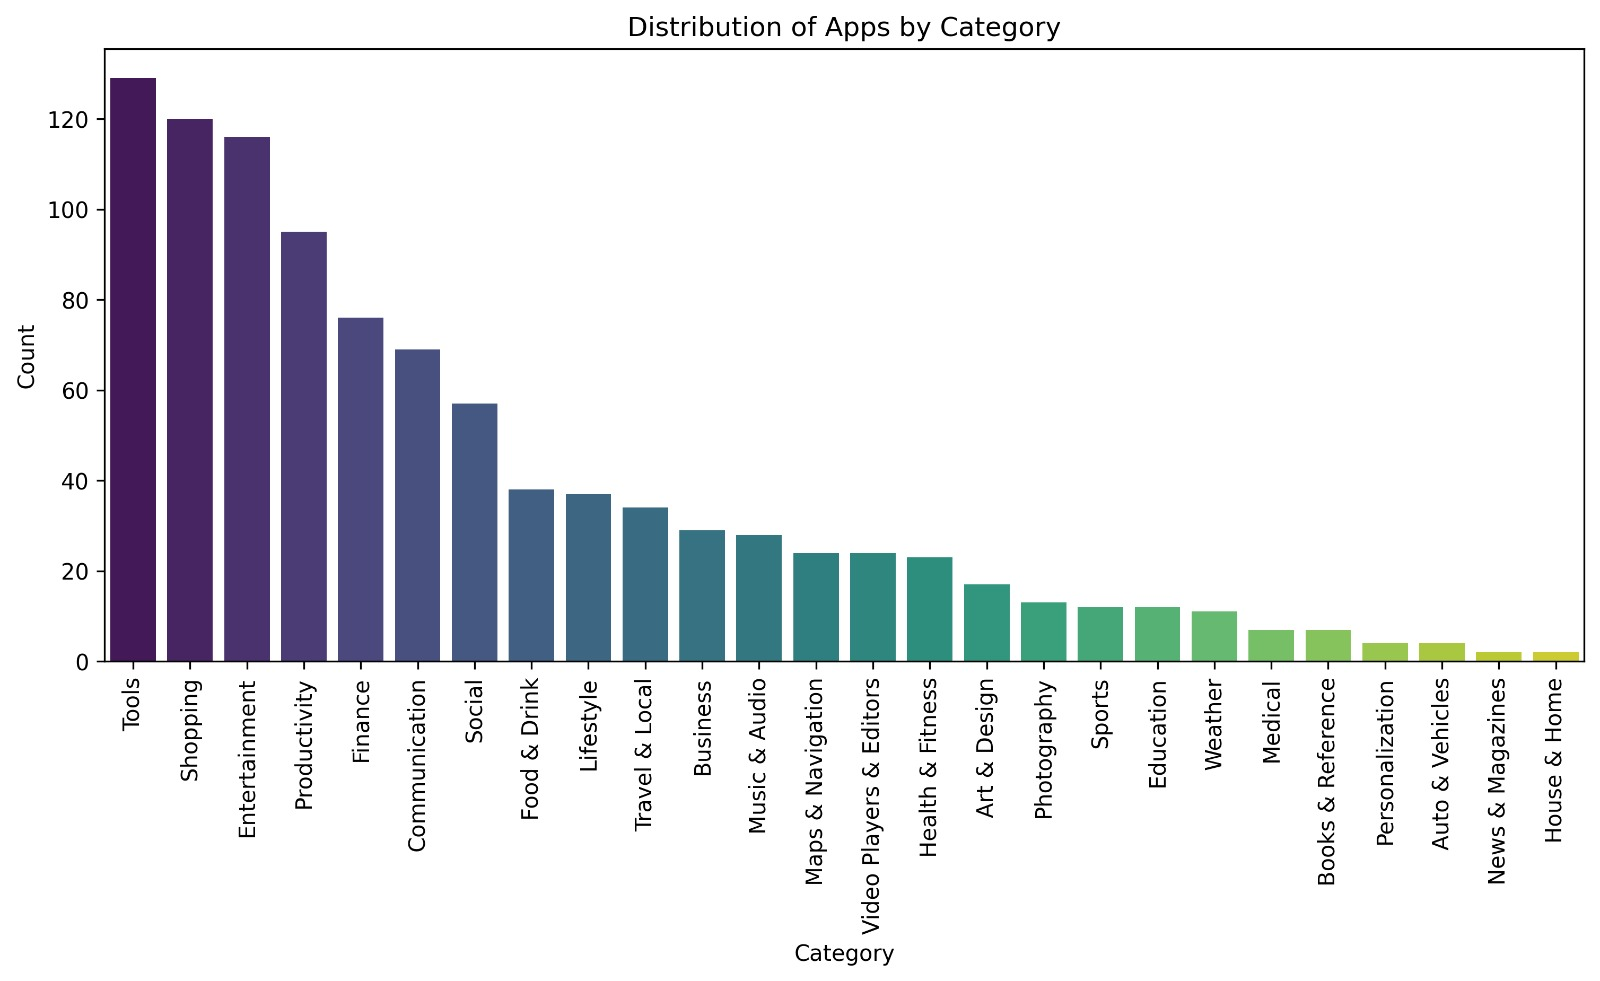 Distribution of Apps by Category
Count
120
100
80
60
40
20
0
Tools
Shopping
Entertainment
Productivity
Finance
Communication
Social
Food & Drink
Lifestyle
Travel & Local
Business
Music & Audio
Maps & Navigation
Video Players & Editors
Health & Fitness
Art & Design
Photography
Sports
Education
Weather
Medical
Books & Reference
Personalization
Auto & Vehicles
News & Magazines
House & Home
Category